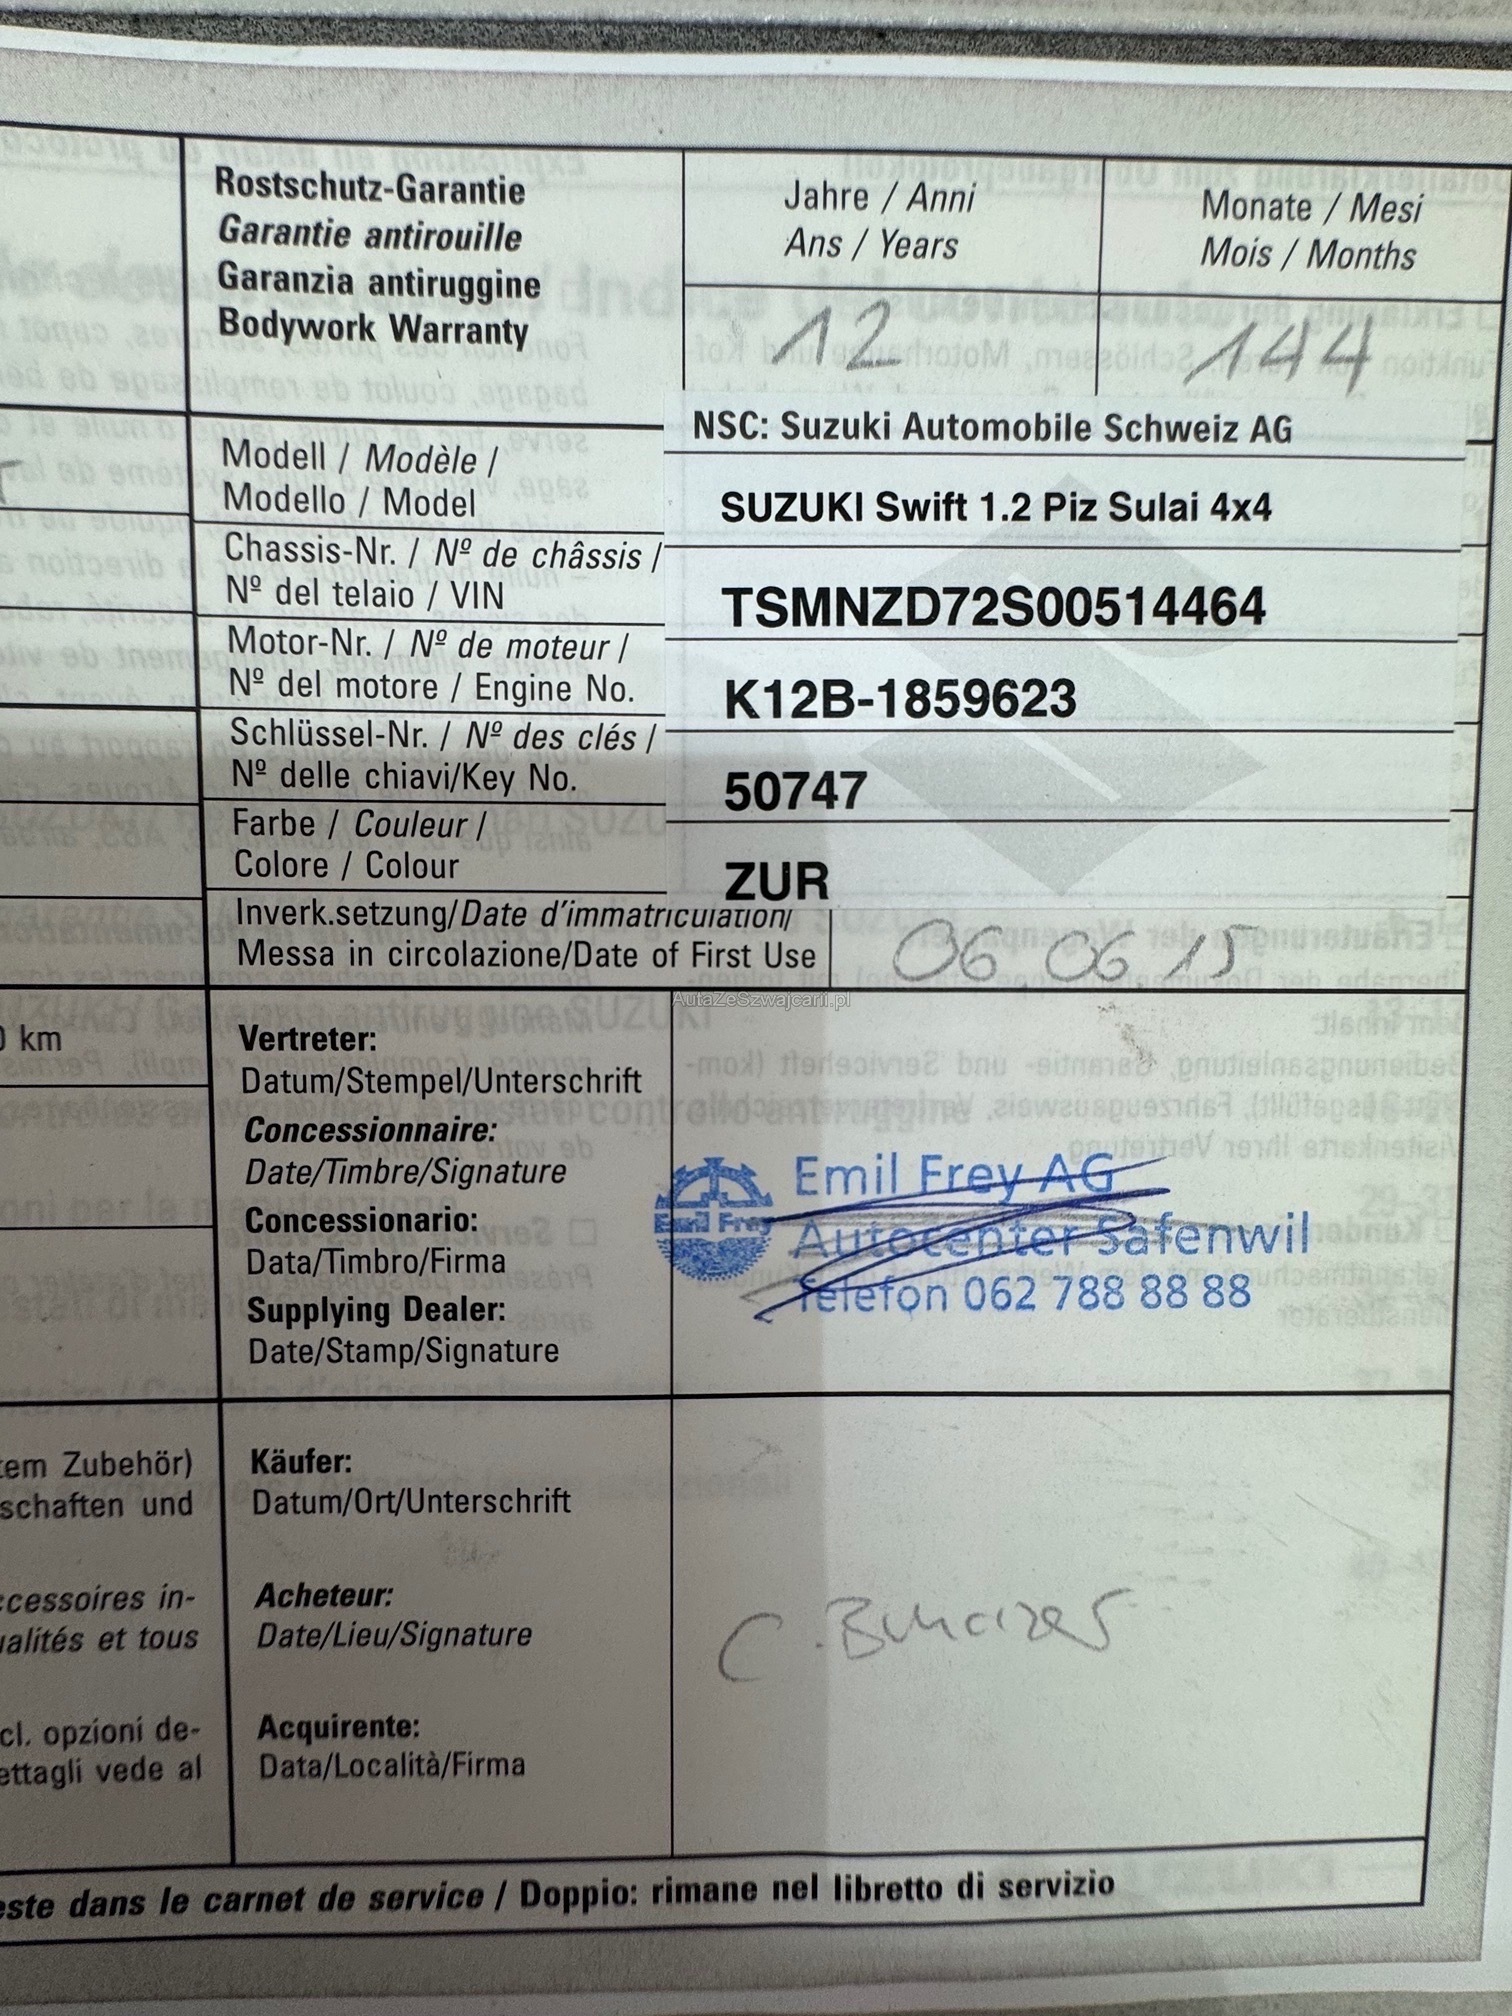 Rostschutz-Garantie
Garantie antirouille
Garanzia antiruggine
Bodywork Warranty
Jahre / Anni
Ans / Years
Monate / Mesi
Mois / Months
12
144
NSC: Suzuki Automobile Schweiz AG
Modell / Modèle /
Modello / Model
SUZUKI Swift 1.2 Piz Sulai 4x4
Chassis-Nr. / Nº de châssis /
Nº del telaio / VIN
TSMNZD72S00514464
Motor-Nr. / Nº de moteur /
Nº del motore / Engine No.
K12B-1859623
Schlüssel-Nr. / Nº des clés /
Nº delle chiavi/Key No.
50747
Farbe / Couleur /
Colore / Colour
ZUR
Inverk.setzung/Date d'immatriculation/
Messa in circolazione/Date of First Use
06 06 15
AutaZeSzwajcarii.pl
km
Vertreter:
Datum/Stempel/Unterschrift
Concessionnaire:
Date/Timbre/Signature
Concessionario:
Data/Timbro/Firma
Supplying Dealer:
Date/Stamp/Signature
Emil Frey
Emil Frey AG
Autocenter Safenwil
Telefon 062 788 88 88
tem Zubehör)
schaften und
Käufer:
Datum/Ort/Unterschrift
ccessoires in-
ualités et tous
Acheteur:
Date/Lieu/Signature
cl. opzioni de-
ettagli vede al
Acquirente:
Data/Località/Firma
este dans le carnet de service / Doppio: rimane nel libretto di servizio